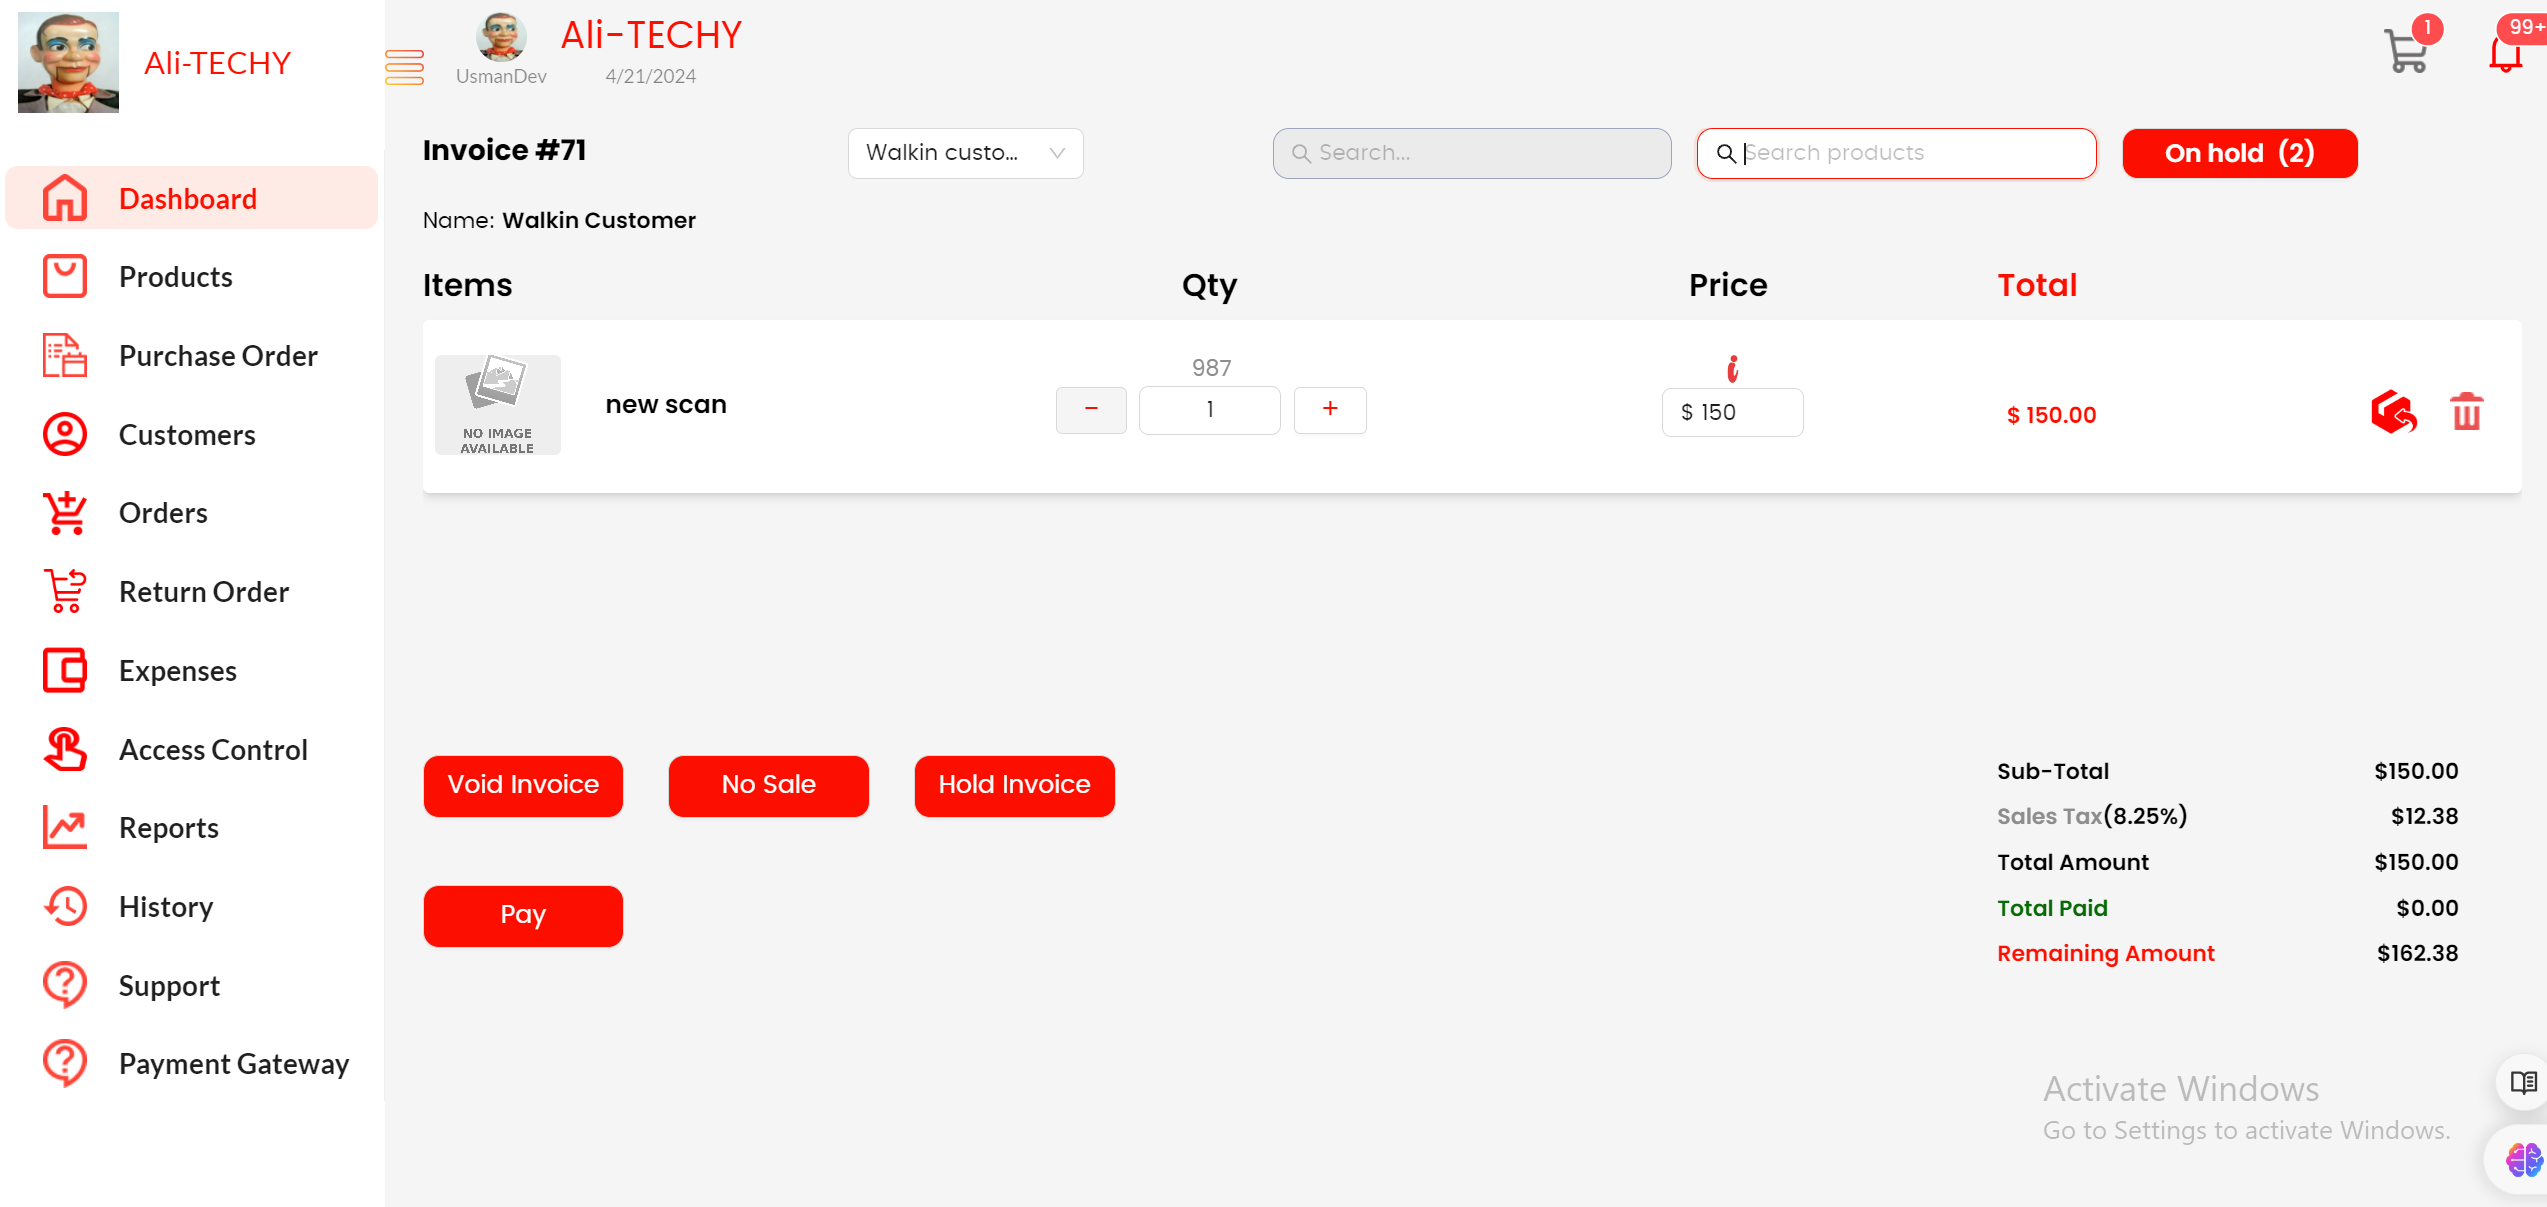 Ali-TECHY
Dashboard
Products
Purchase Order
Customers
Orders
Return Order
Expenses
Access Control
Reports
History
Support
Payment Gateway
Ali-TECHY
UsmanDev 4/21/2024
1
99+
Invoice #71
Walkin custo...
Search...
Search products
On hold (2)
Name: Walkin Customer
Items Qty Price Total
NO IMAGE
AVAILABLE
new scan
987
- 1 +
i
$ 150
$ 150.00
Void Invoice
No Sale
Hold Invoice
Pay
Sub-Total $150.00
Sales Tax(8.25%) $12.38
Total Amount $150.00
Total Paid $0.00
Remaining Amount $162.38
Activate Windows
Go to Settings to activate Windows.